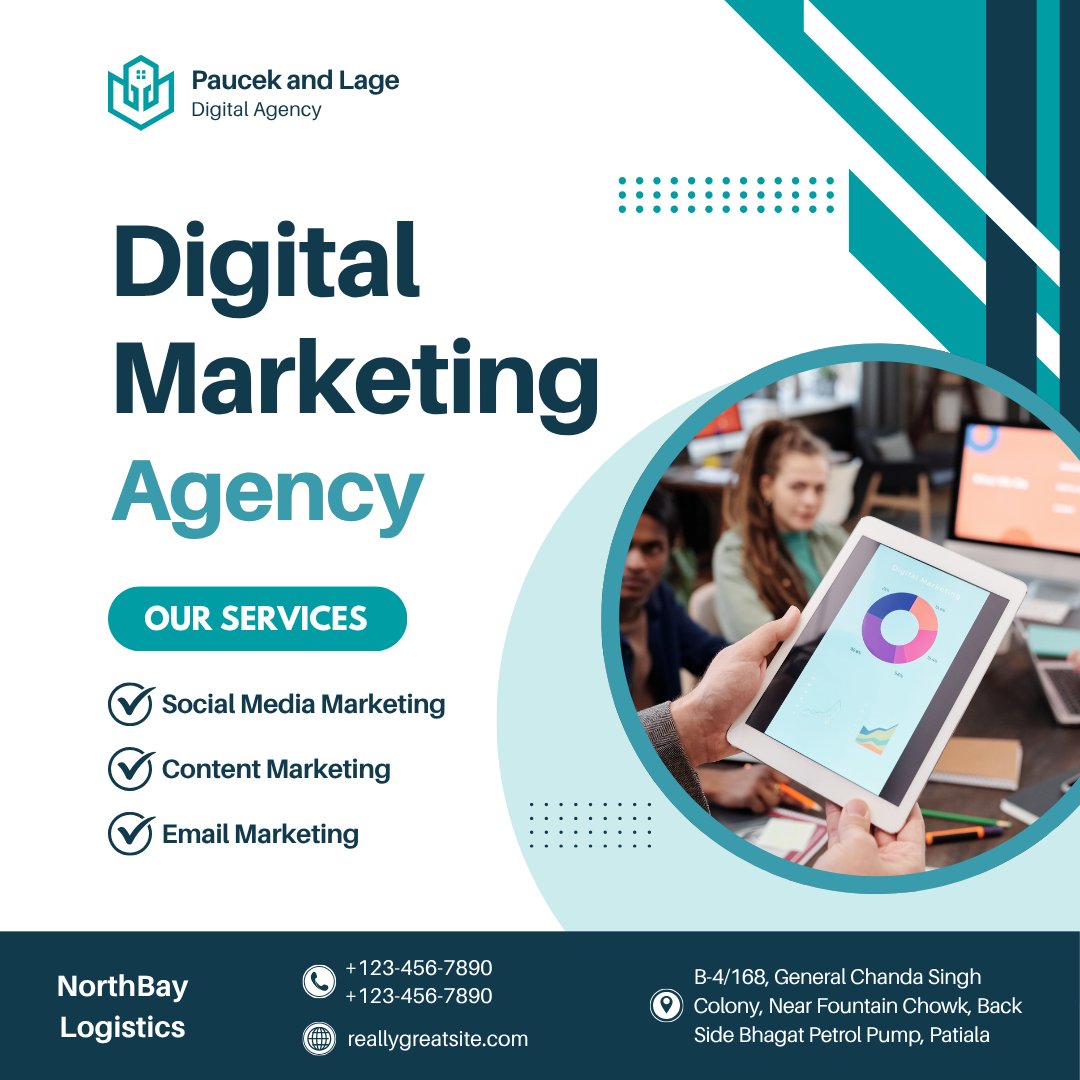 Paucek and Lage
Digital Agency
Digital
Marketing
Agency
OUR SERVICES
Social Media Marketing
Content Marketing
Email Marketing
Digital Marketing
NorthBay
Logistics
+123-456-7890
+123-456-7890
reallygreatsite.com
B-4/168, General Chanda Singh
Colony, Near Fountain Chowk, Back
Side Bhagat Petrol Pump, Patiala